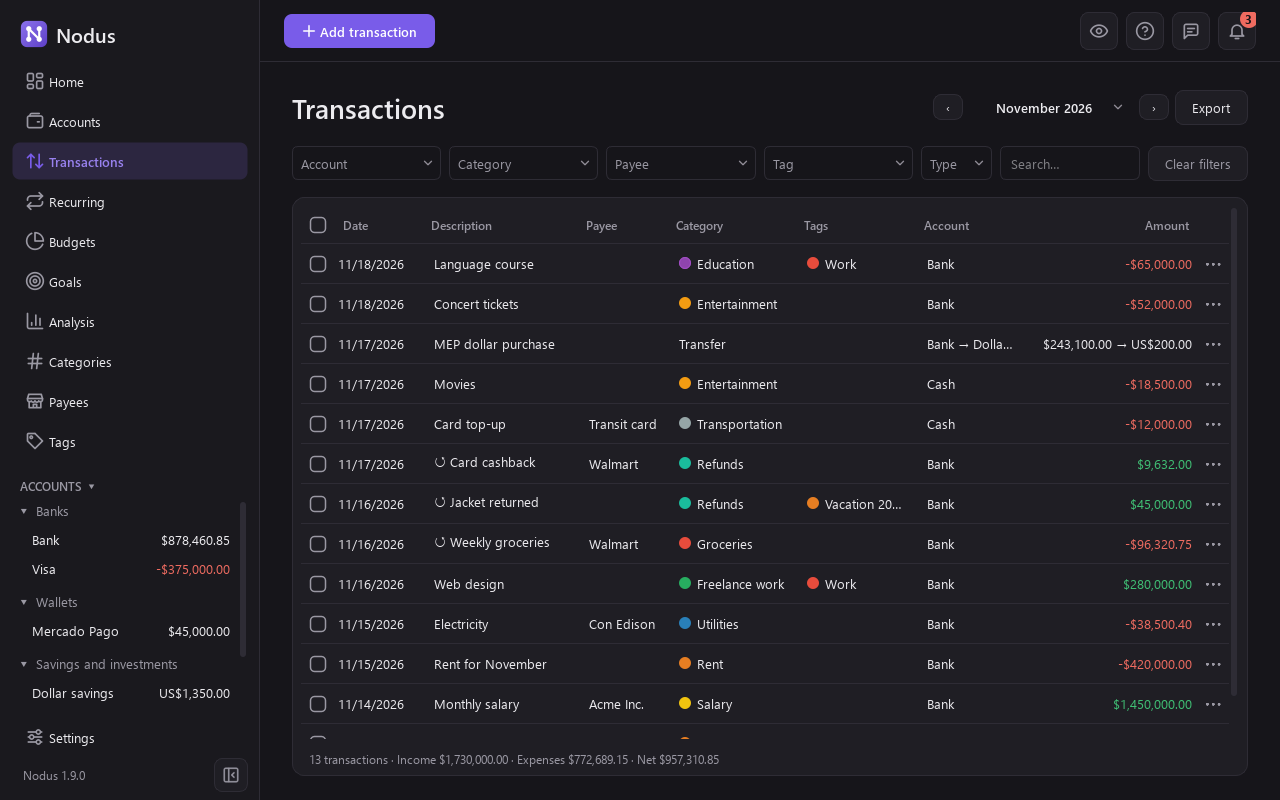 Nodus
Home
Accounts
Transactions
Recurring
Budgets
Goals
Analysis
Categories
Payees
Tags
ACCOUNTS ▼
▼ Banks
Bank $878,460.85
Visa -$375,000.00
▼ Wallets
Mercado Pago $45,000.00
▼ Savings and investments
Dollar savings US$1,350.00
Settings
Nodus 1.9.0
+ Add transaction
3
Transactions
‹ November 2026 › Export
Account Category Payee Tag Type Search... Clear filters
Date Description Payee Category Tags Account Amount
11/18/2026 Language course Education Work Bank -$65,000.00 ···
11/18/2026 Concert tickets Entertainment Bank -$52,000.00 ···
11/17/2026 MEP dollar purchase Transfer Bank → Dolla... $243,100.00 → US$200.00 ···
11/17/2026 Movies Entertainment Cash -$18,500.00 ···
11/17/2026 Card top-up Transit card Transportation Cash -$12,000.00 ···
11/17/2026 Card cashback Walmart Refunds Bank $9,632.00 ···
11/16/2026 Jacket returned Refunds Vacation 20... Bank $45,000.00 ···
11/16/2026 Weekly groceries Walmart Groceries Bank -$96,320.75 ···
11/16/2026 Web design Freelance work Work Bank $280,000.00 ···
11/15/2026 Electricity Con Edison Utilities Bank -$38,500.40 ···
11/15/2026 Rent for November Rent Bank -$420,000.00 ···
11/14/2026 Monthly salary Acme Inc. Salary Bank $1,450,000.00 ···
13 transactions · Income $1,730,000.00 · Expenses $772,689.15 · Net $957,310.85